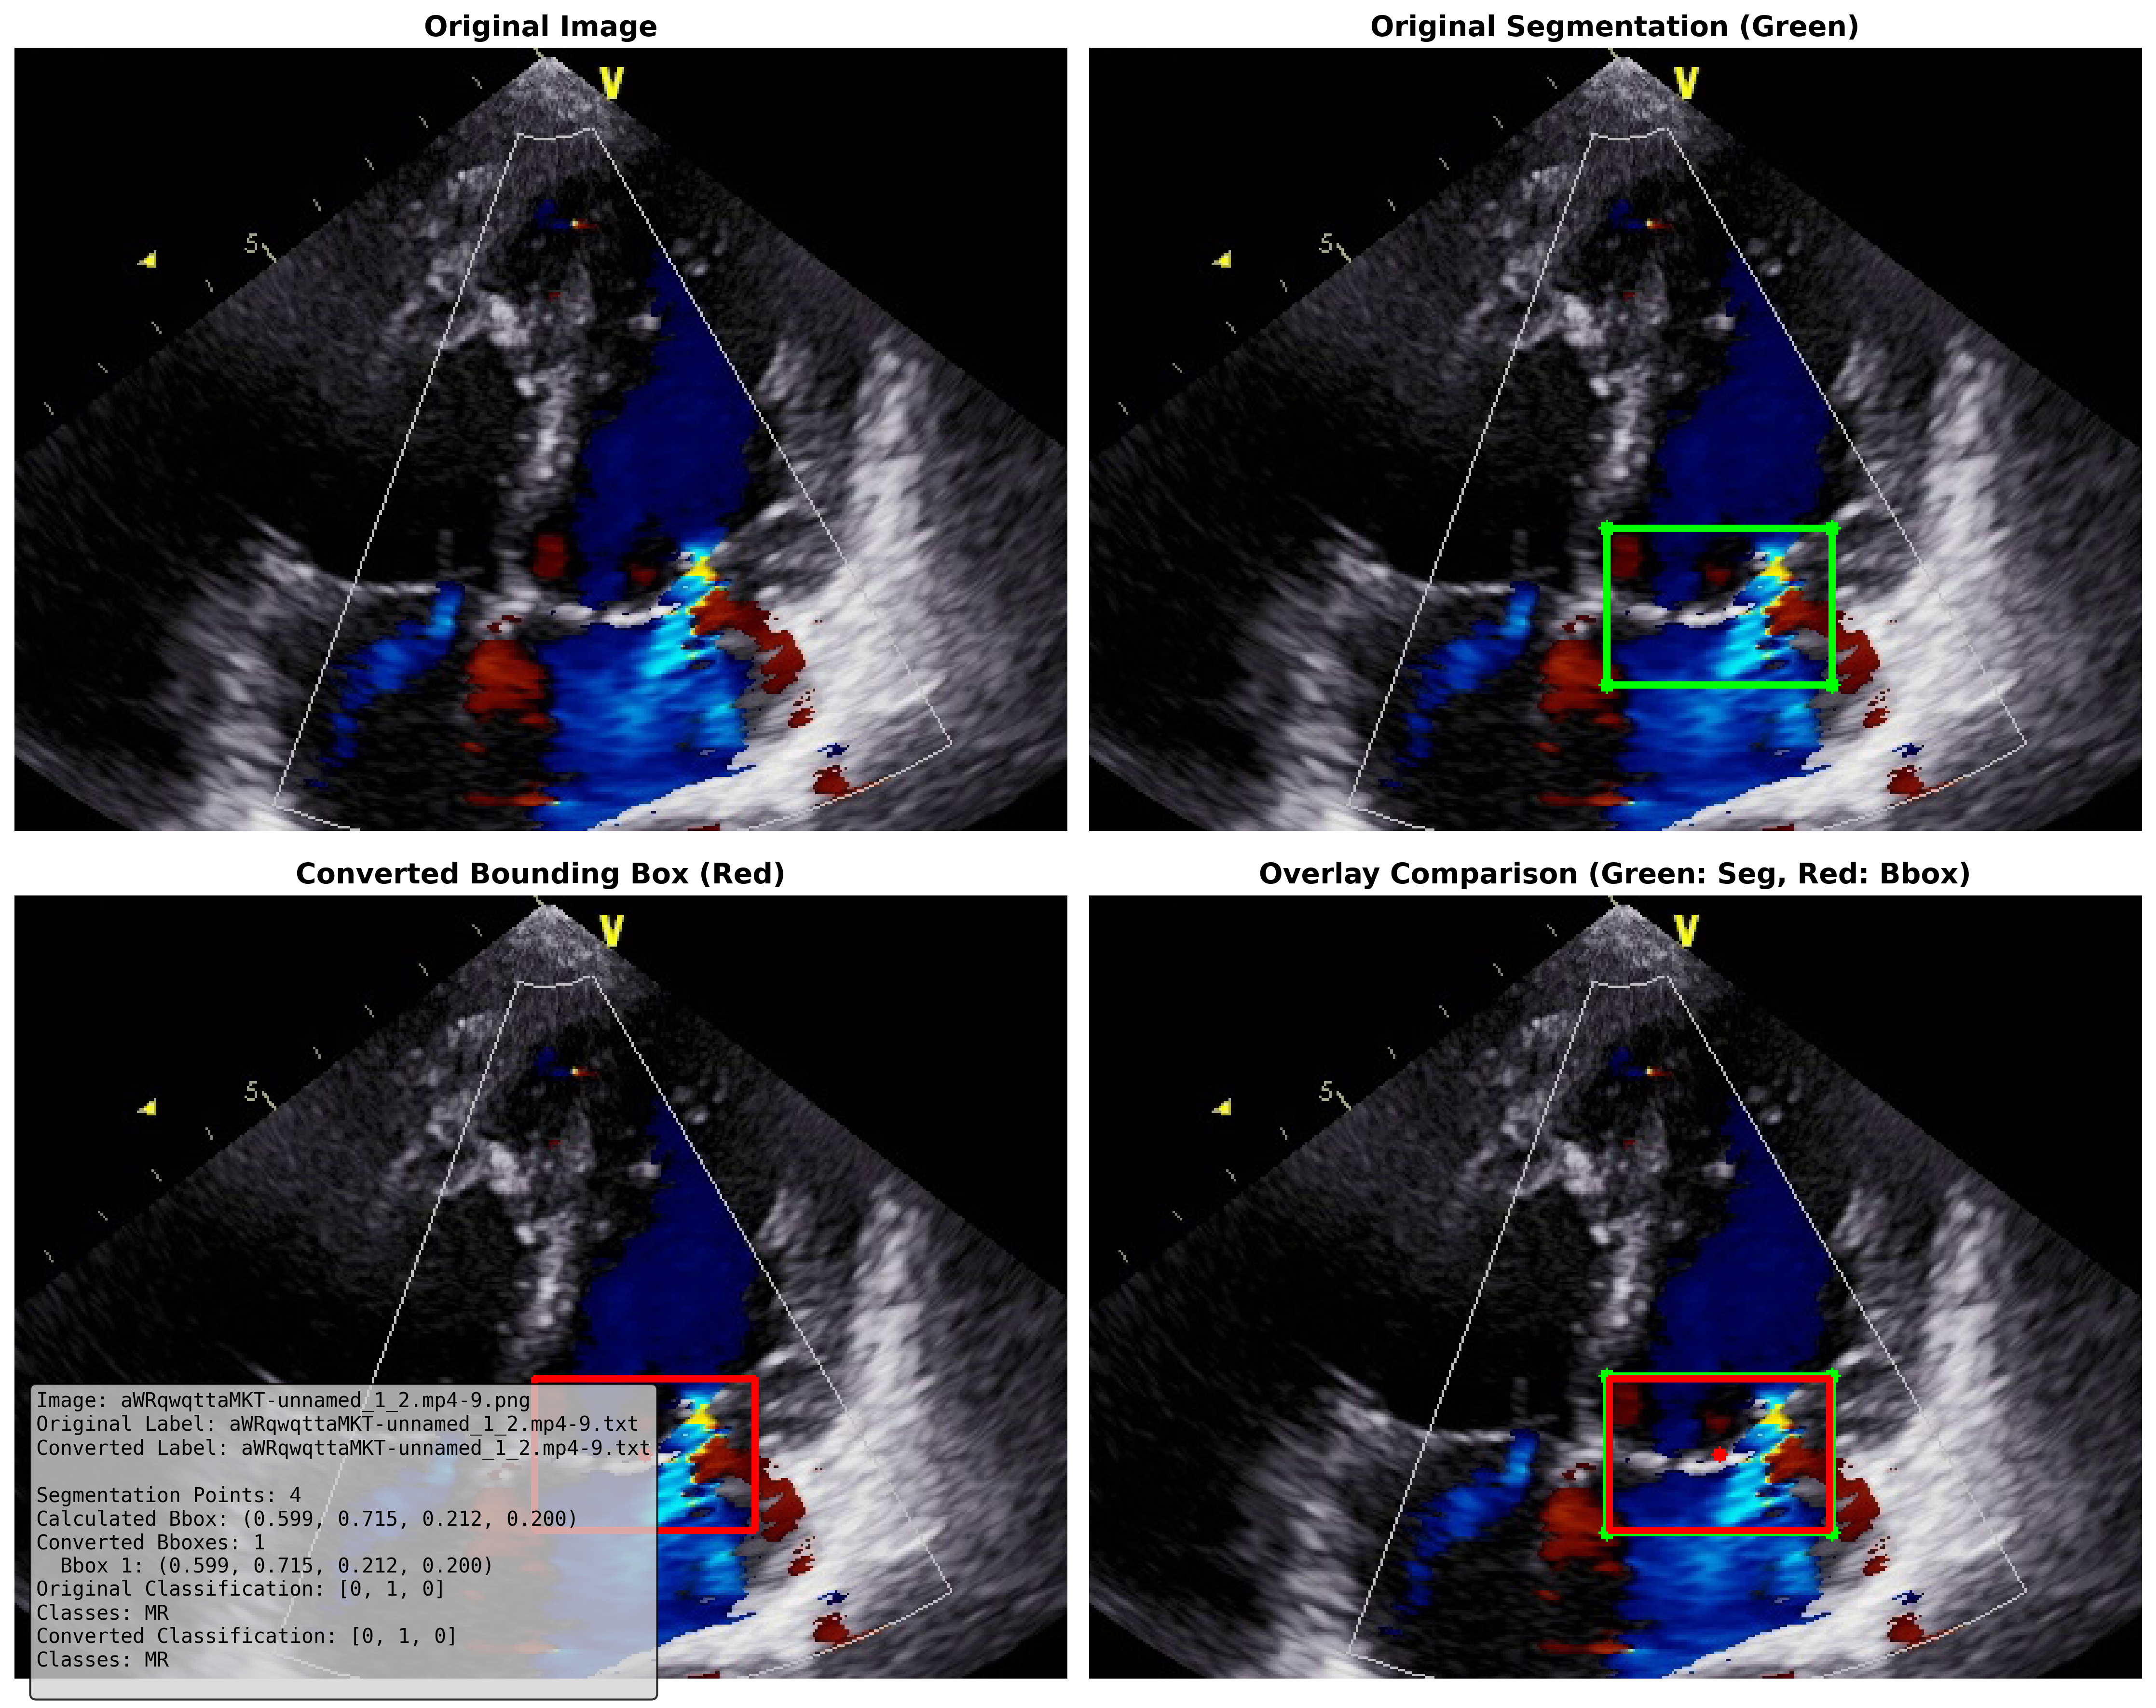 Original Image
Original Segmentation (Green)
V
V
5
5
Converted Bounding Box (Red)
Overlay Comparison (Green: Seg, Red: Bbox)
V
V
5
5
Image: aWRqwqttaMKT-unnamed_1_2.mp4-9.png
Original Label: aWRqwqttaMKT-unnamed_1_2.mp4-9.txt
Converted Label: aWRqwqttaMKT-unnamed_1_2.mp4-9.txt
Segmentation Points: 4
Calculated Bbox: (0.599, 0.715, 0.212, 0.200)
Converted Bboxes: 1
Bbox 1: (0.599, 0.715, 0.212, 0.200)
Original Classification: [0, 1, 0]
Classes: MR
Converted Classification: [0, 1, 0]
Classes: MR